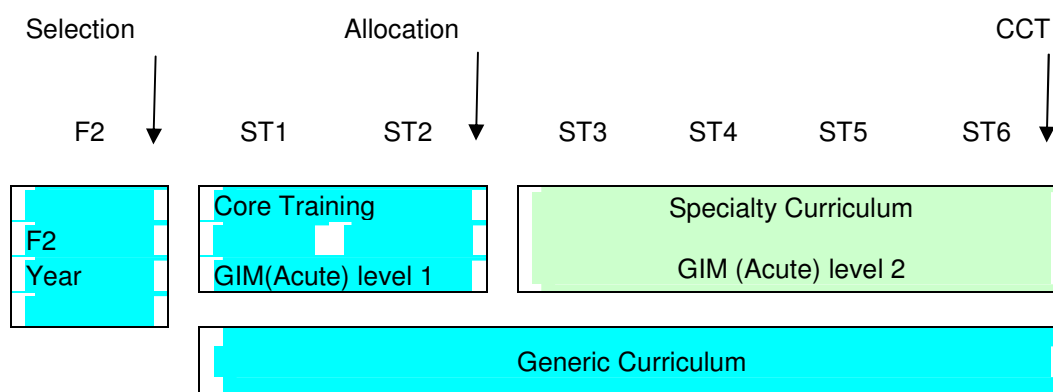 Selection Allocation CCT
F2 ST1 ST2 ST3 ST4 ST5 ST6
F2
Year
Core Training
GIM(Acute) level 1
Specialty Curriculum
GIM (Acute) level 2
Generic Curriculum